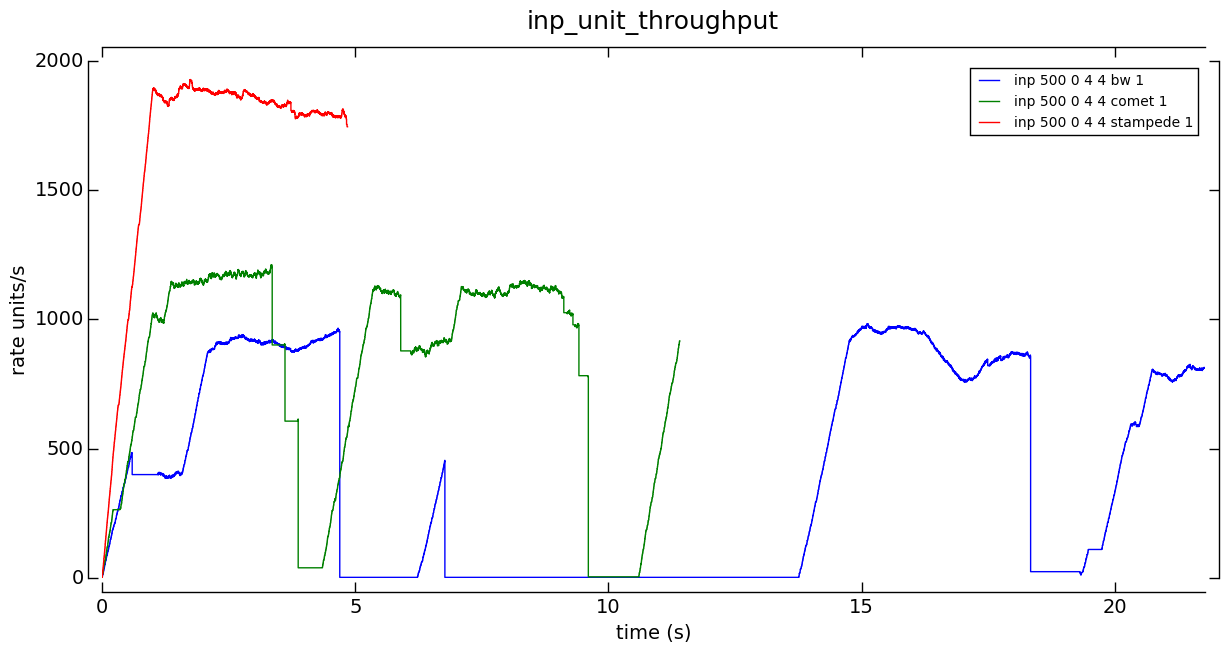 inp_unit_throughput
2000
1500
1000
500
0
rate units/s
inp 500 0 4 4 bw 1
inp 500 0 4 4 comet 1
inp 500 0 4 4 stampede 1
0 5 10 15 20
time (s)